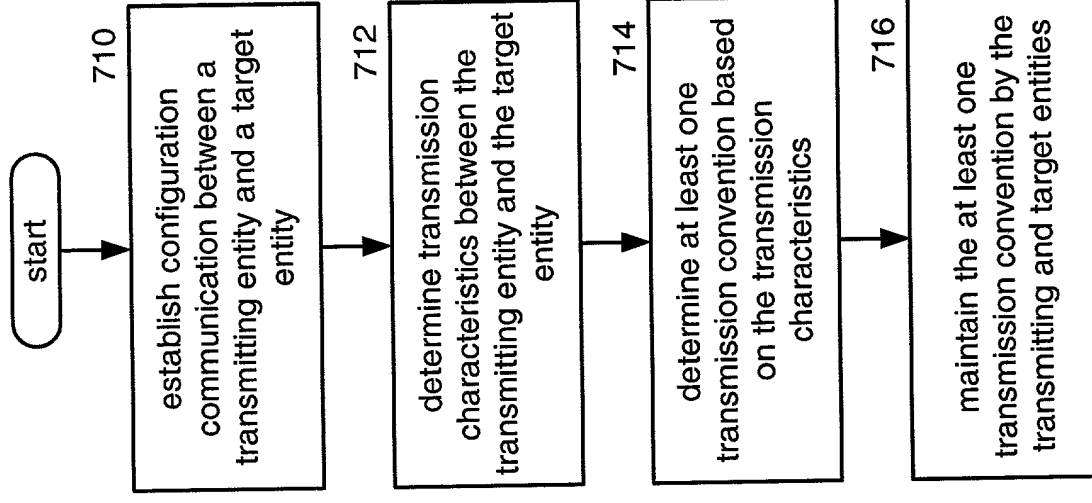 start
710
establish configuration
communication between a
transmitting entity and a target
entity
712
determine transmission
characteristics between the
transmitting entity and the target
entity
714
determine at least one
transmission convention based
on the transmission
characteristics
716
maintain the at least one
transmission convention by the
transmitting and target entities